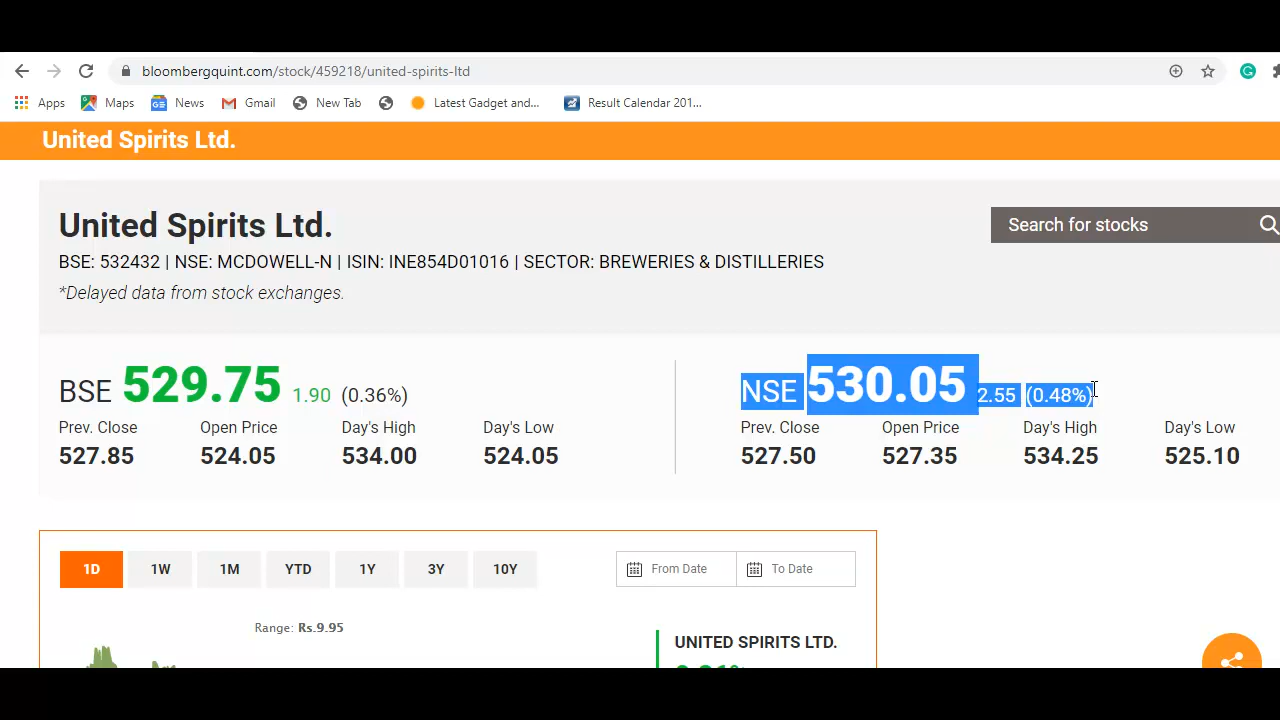 bloombergquint.com/stock/459218/united-spirits-ltd
Apps Maps News Gmail New Tab Latest Gadget and... Result Calendar 201...
United Spirits Ltd.
United Spirits Ltd.
Search for stocks
BSE: 532432 | NSE: MCDOWELL-N | ISIN: INE854D01016 | SECTOR: BREWERIES & DISTILLERIES
*Delayed data from stock exchanges.
BSE 529.75 1.90 (0.36%)
Prev. Close Open Price Day's High Day's Low
527.85 524.05 534.00 524.05
NSE 530.05 2.55 (0.48%)
Prev. Close Open Price Day's High Day's Low
527.50 527.35 534.25 525.10
1D 1W 1M YTD 1Y 3Y 10Y
From Date To Date
Range: Rs.9.95
UNITED SPIRITS LTD.